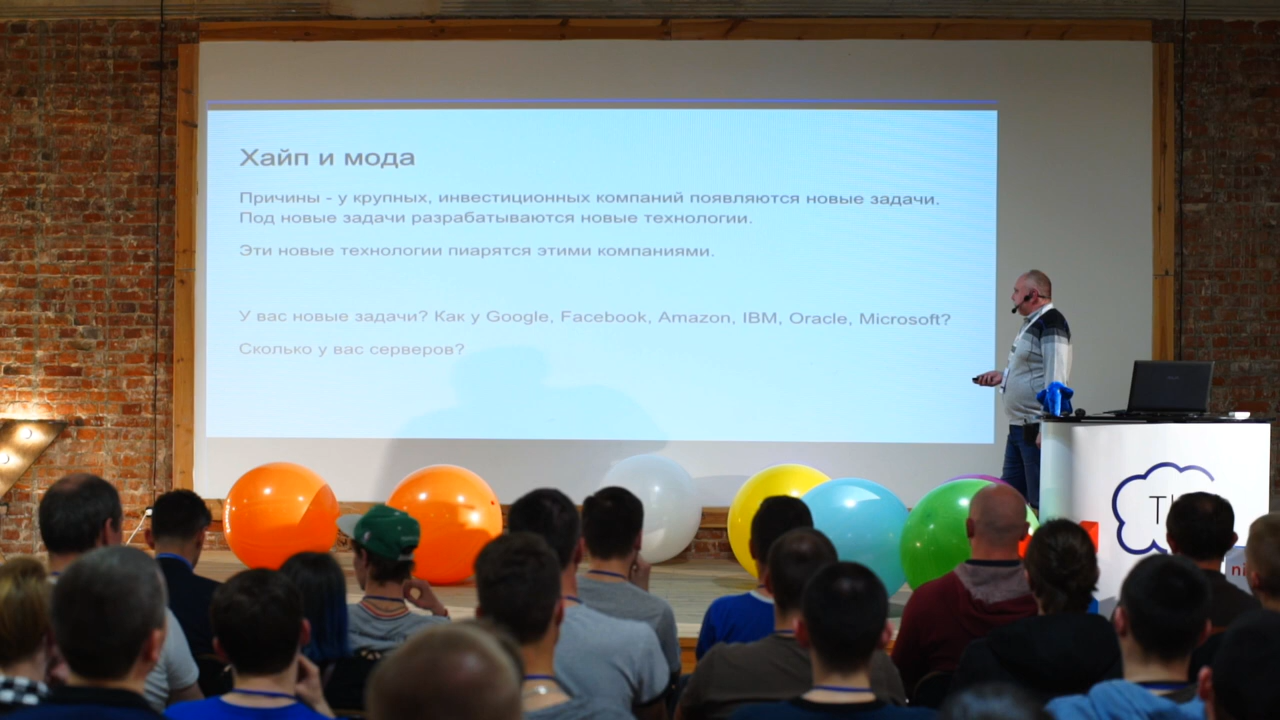 Хайп и мода
Причины - у крупных, инвестиционных компаний появляются новые задачи.
Под новые задачи разрабатываются новые технологии.
Эти новые технологии пиарятся этими компаниями.
У вас новые задачи? Как у Google, Facebook, Amazon, IBM, Oracle, Microsoft?
Сколько у вас серверов?